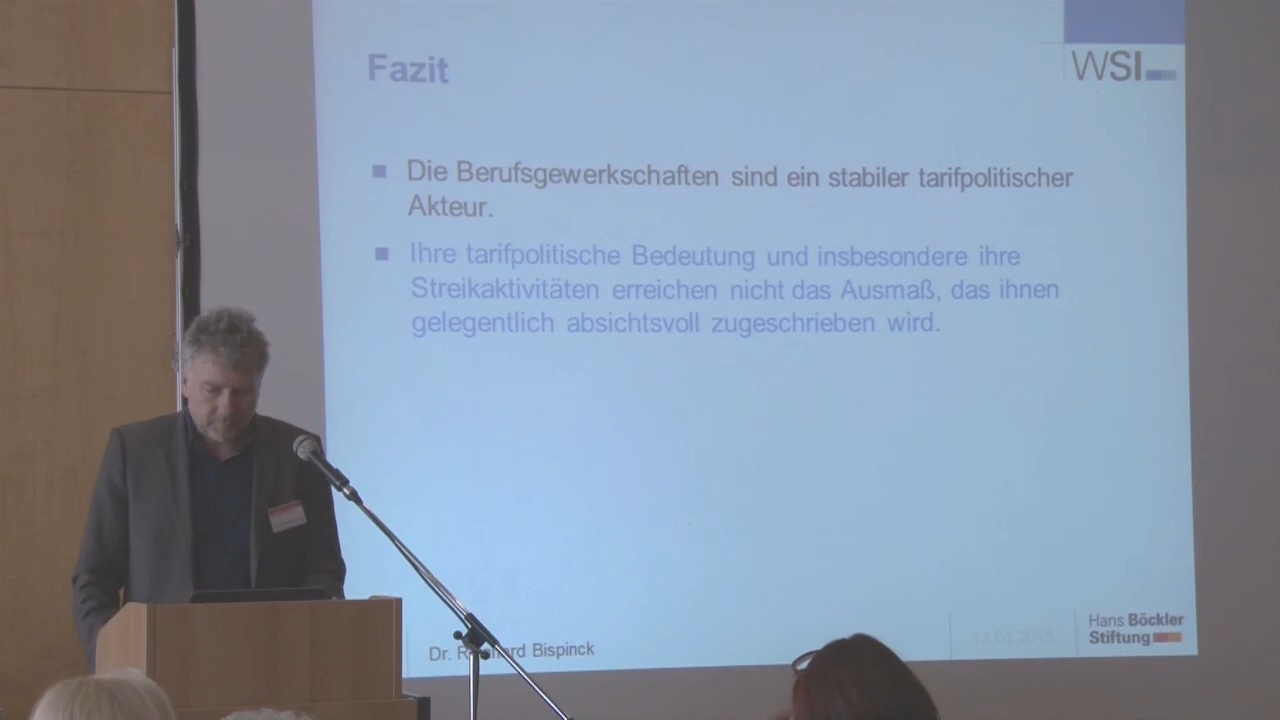 Fazit
WSI
Die Berufsgewerkschaften sind ein stabiler tarifpolitischer
Akteur.
Ihre tarifpolitische Bedeutung und insbesondere ihre
Streikaktivitäten erreichen nicht das Ausmaß, das ihnen
gelegentlich absichtsvoll zugeschrieben wird.
Dr. Bispinck
Hans Böckler
Stiftung